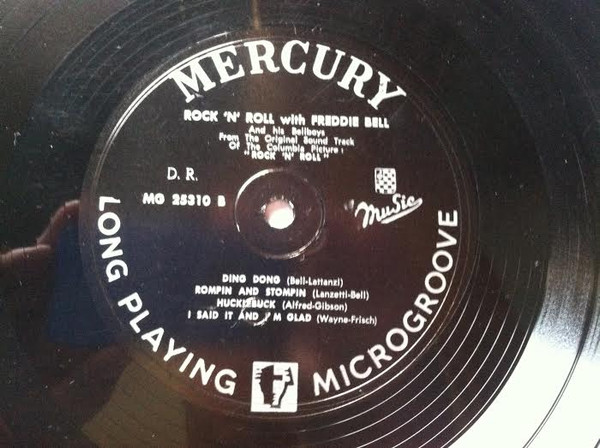 MERCURY
ROCK 'N' ROLL with FREDDIE BELL
And his Bellboys
From The Original Sound Track
Of The Columbia Picture:
"ROCK 'N' ROLL"
D. R.
MG 25310 B
Music
DING DONG (Bell-Lattanzi)
ROMPIN AND STOMPIN (Lanzetti-Bell)
HUCKLEBUCK (Alfred-Gibson)
I SAID IT AND I'M GLAD (Wayne-Frisch)
LONG PLAYING MICROGROOVE